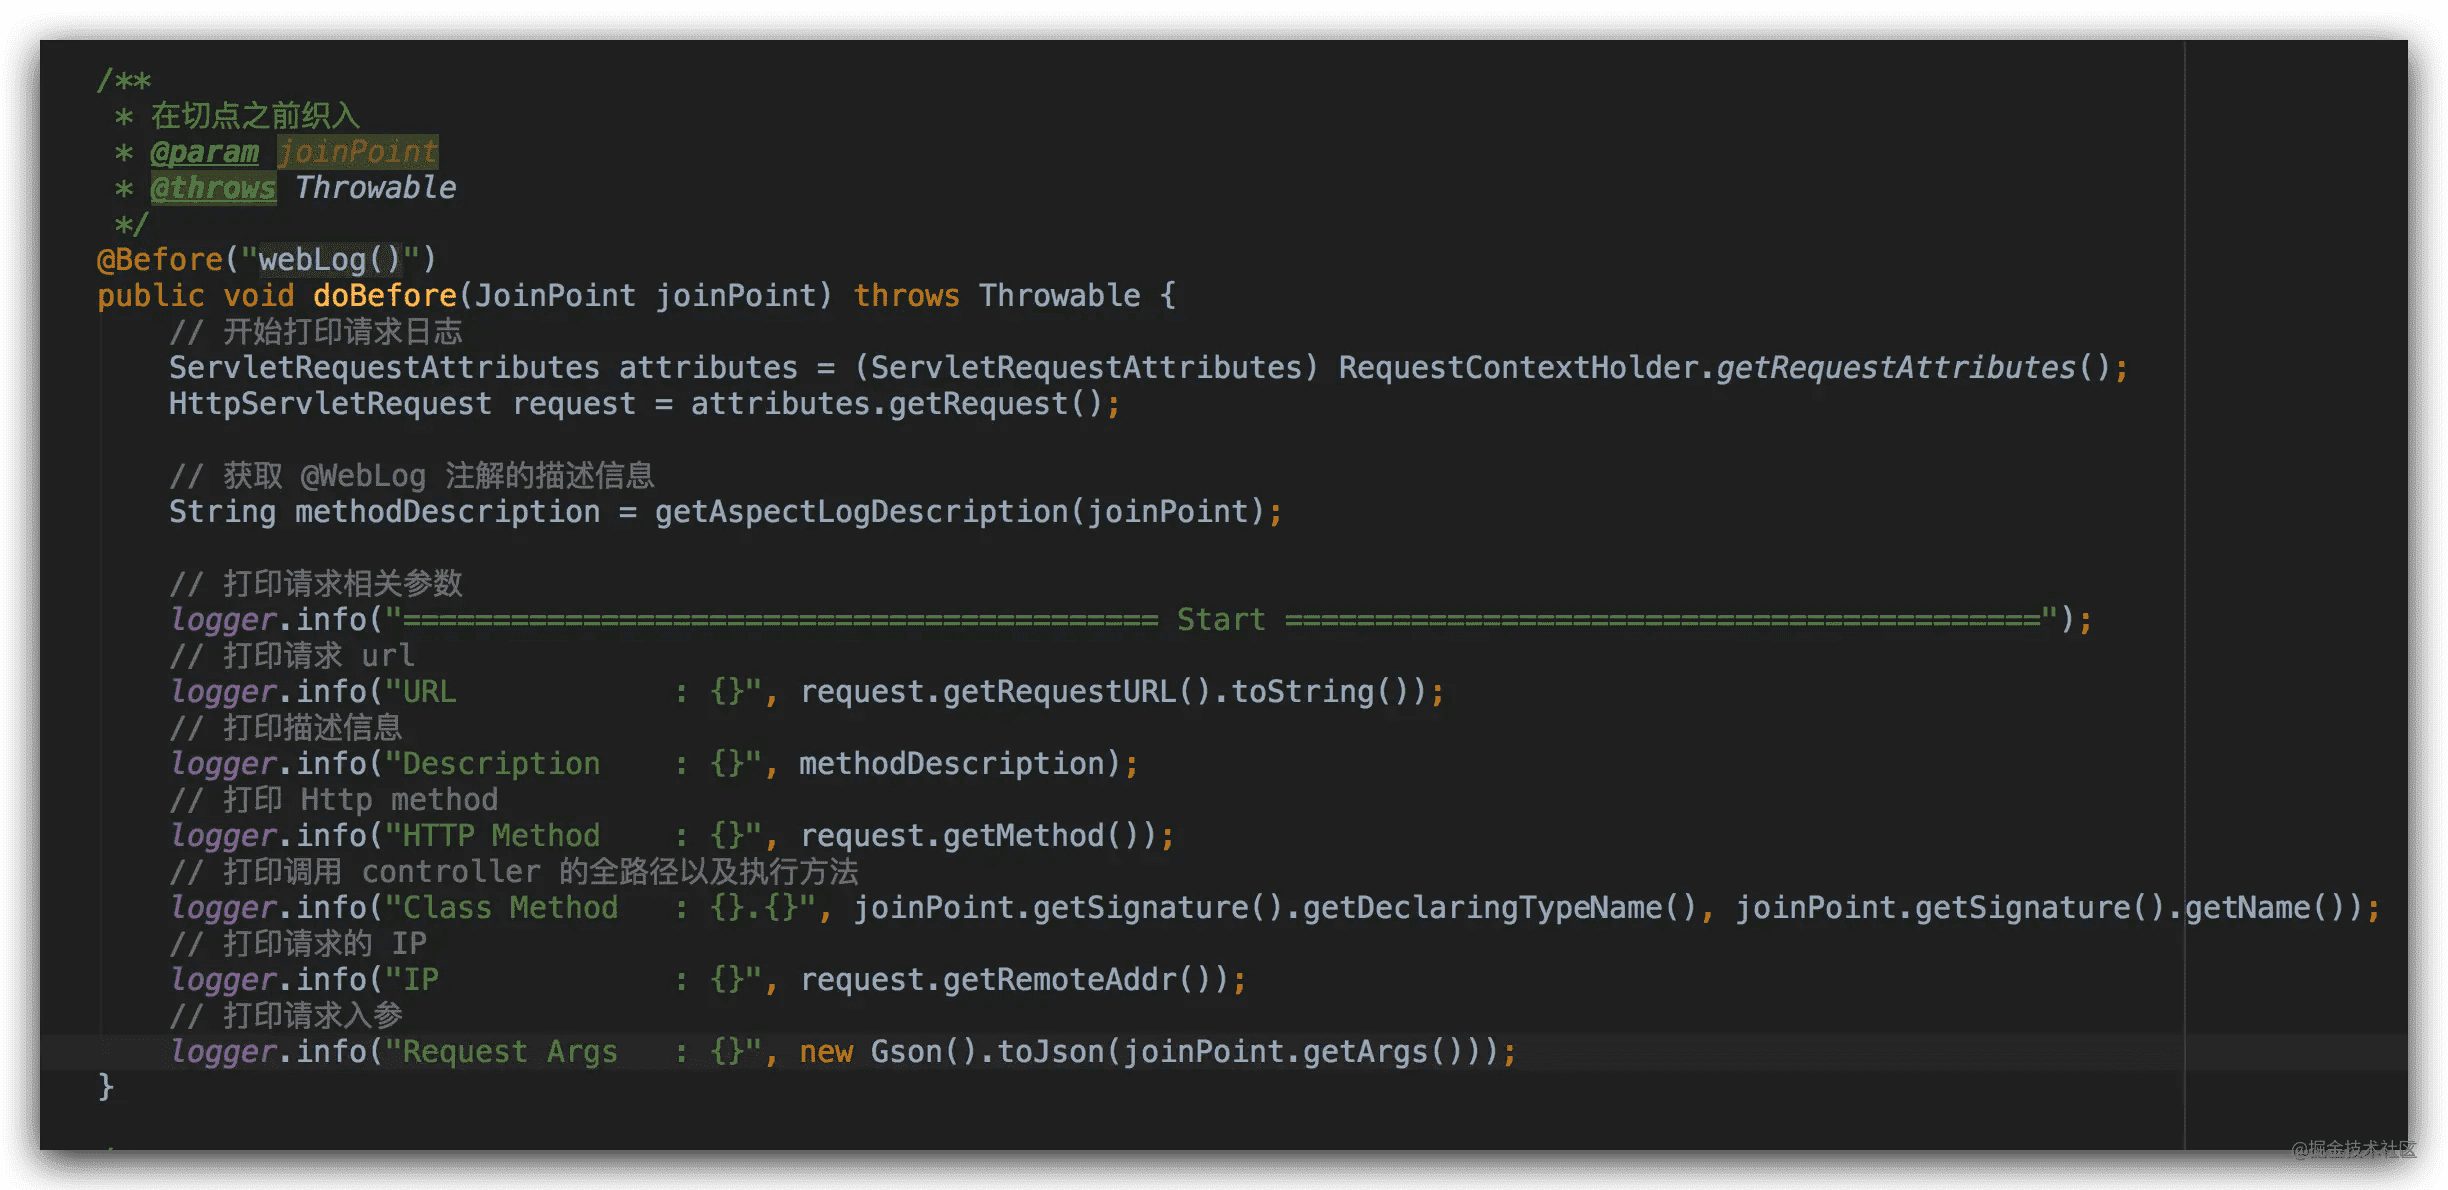 /**
 * 在切点之前织入
 * @param joinPoint
 * @throws Throwable
 */
@Before("webLog()")
public void doBefore(JoinPoint joinPoint) throws Throwable {
    // 开始打印请求日志
    ServletRequestAttributes attributes = (ServletRequestAttributes) RequestContextHolder.getRequestAttributes();
    HttpServletRequest request = attributes.getRequest();

    // 获取 @WebLog 注解的描述信息
    String methodDescription = getAspectLogDescription(joinPoint);

    // 打印请求相关参数
    logger.info("========================================== Start ==========================================");
    // 打印请求 url
    logger.info("URL            : {}", request.getRequestURL().toString());
    // 打印描述信息
    logger.info("Description    : {}", methodDescription);
    // 打印 Http method
    logger.info("HTTP Method    : {}", request.getMethod());
    // 打印调用 controller 的全路径以及执行方法
    logger.info("Class Method   : {}.{}", joinPoint.getSignature().getDeclaringTypeName(), joinPoint.getSignature().getName());
    // 打印请求的 IP
    logger.info("IP             : {}", request.getRemoteAddr());
    // 打印请求入参
    logger.info("Request Args   : {}", new Gson().toJson(joinPoint.getArgs()));
}
@掘金技术社区